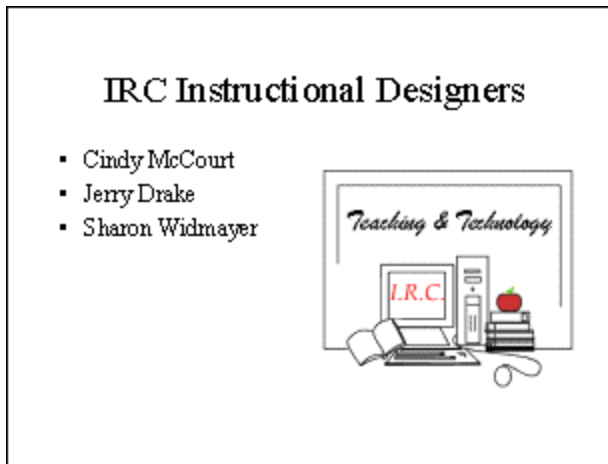 IRC Instructional Designers
▪ Cindy McCourt
▪ Jerry Drake
▪ Sharon Widmayer
Teaching & Technology
I.R.C.